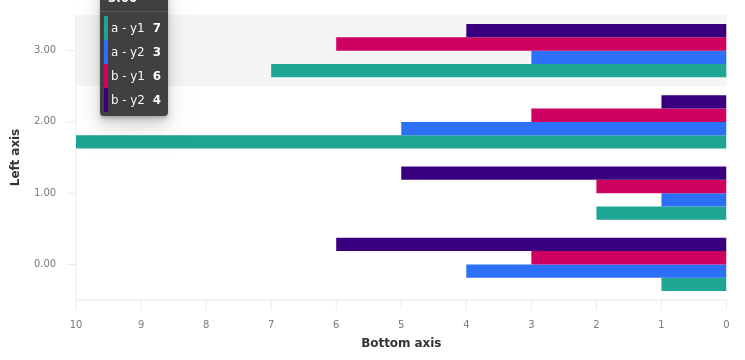 a - y1 7
a - y2 3
b - y1 6
b - y2 4
3.00
2.00
1.00
0.00
Left axis
10 9 8 7 6 5 4 3 2 1 0
Bottom axis